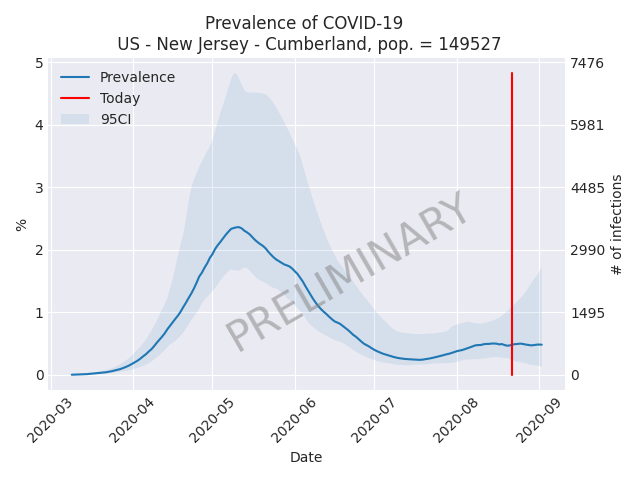 Prevalence of COVID-19
US - New Jersey - Cumberland, pop. = 149527
Prevalence
Today
95CI
PRELIMINARY
%
5
4
3
2
1
0
7476
5981
4485
2990
1495
0
# of infections
2020-03
2020-04
2020-05
2020-06
2020-07
2020-08
2020-09
Date